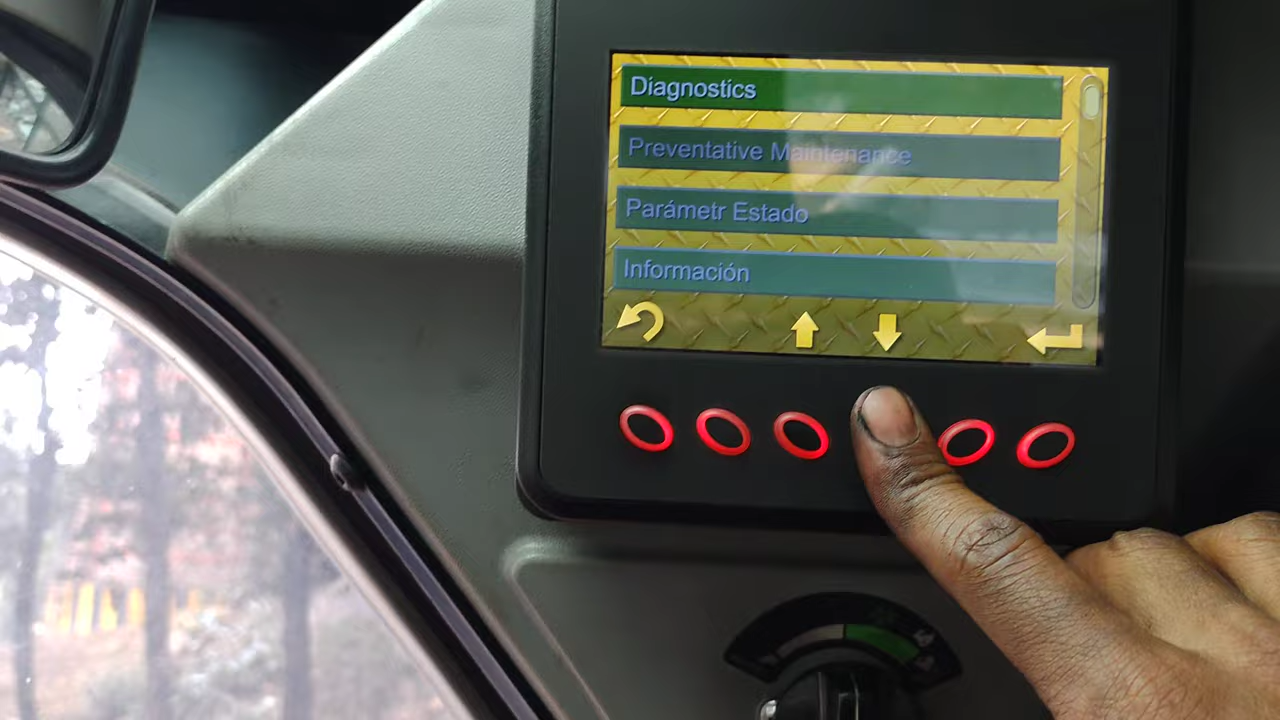 Diagnostics
Preventative Maintenance
Parámetr Estado
Información